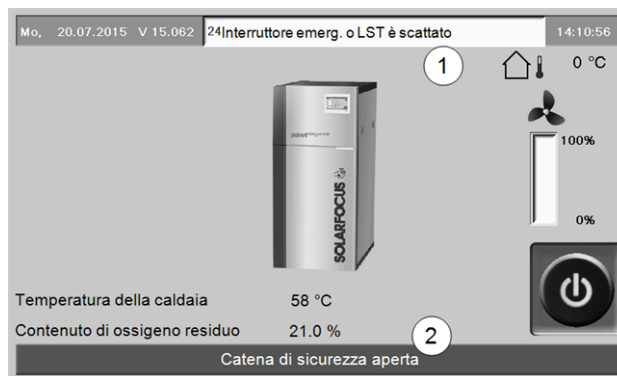 Mo, 20.07.2015 V 15.062 24Interruttore emerg. o LST è scattato 14:10:56
1
0 °C
100%
0%
pelletelegance
SOLARFOCUS
Temperatura della caldaia 58 °C
Contenuto di ossigeno residuo 21.0 %
2
Catena di sicurezza aperta